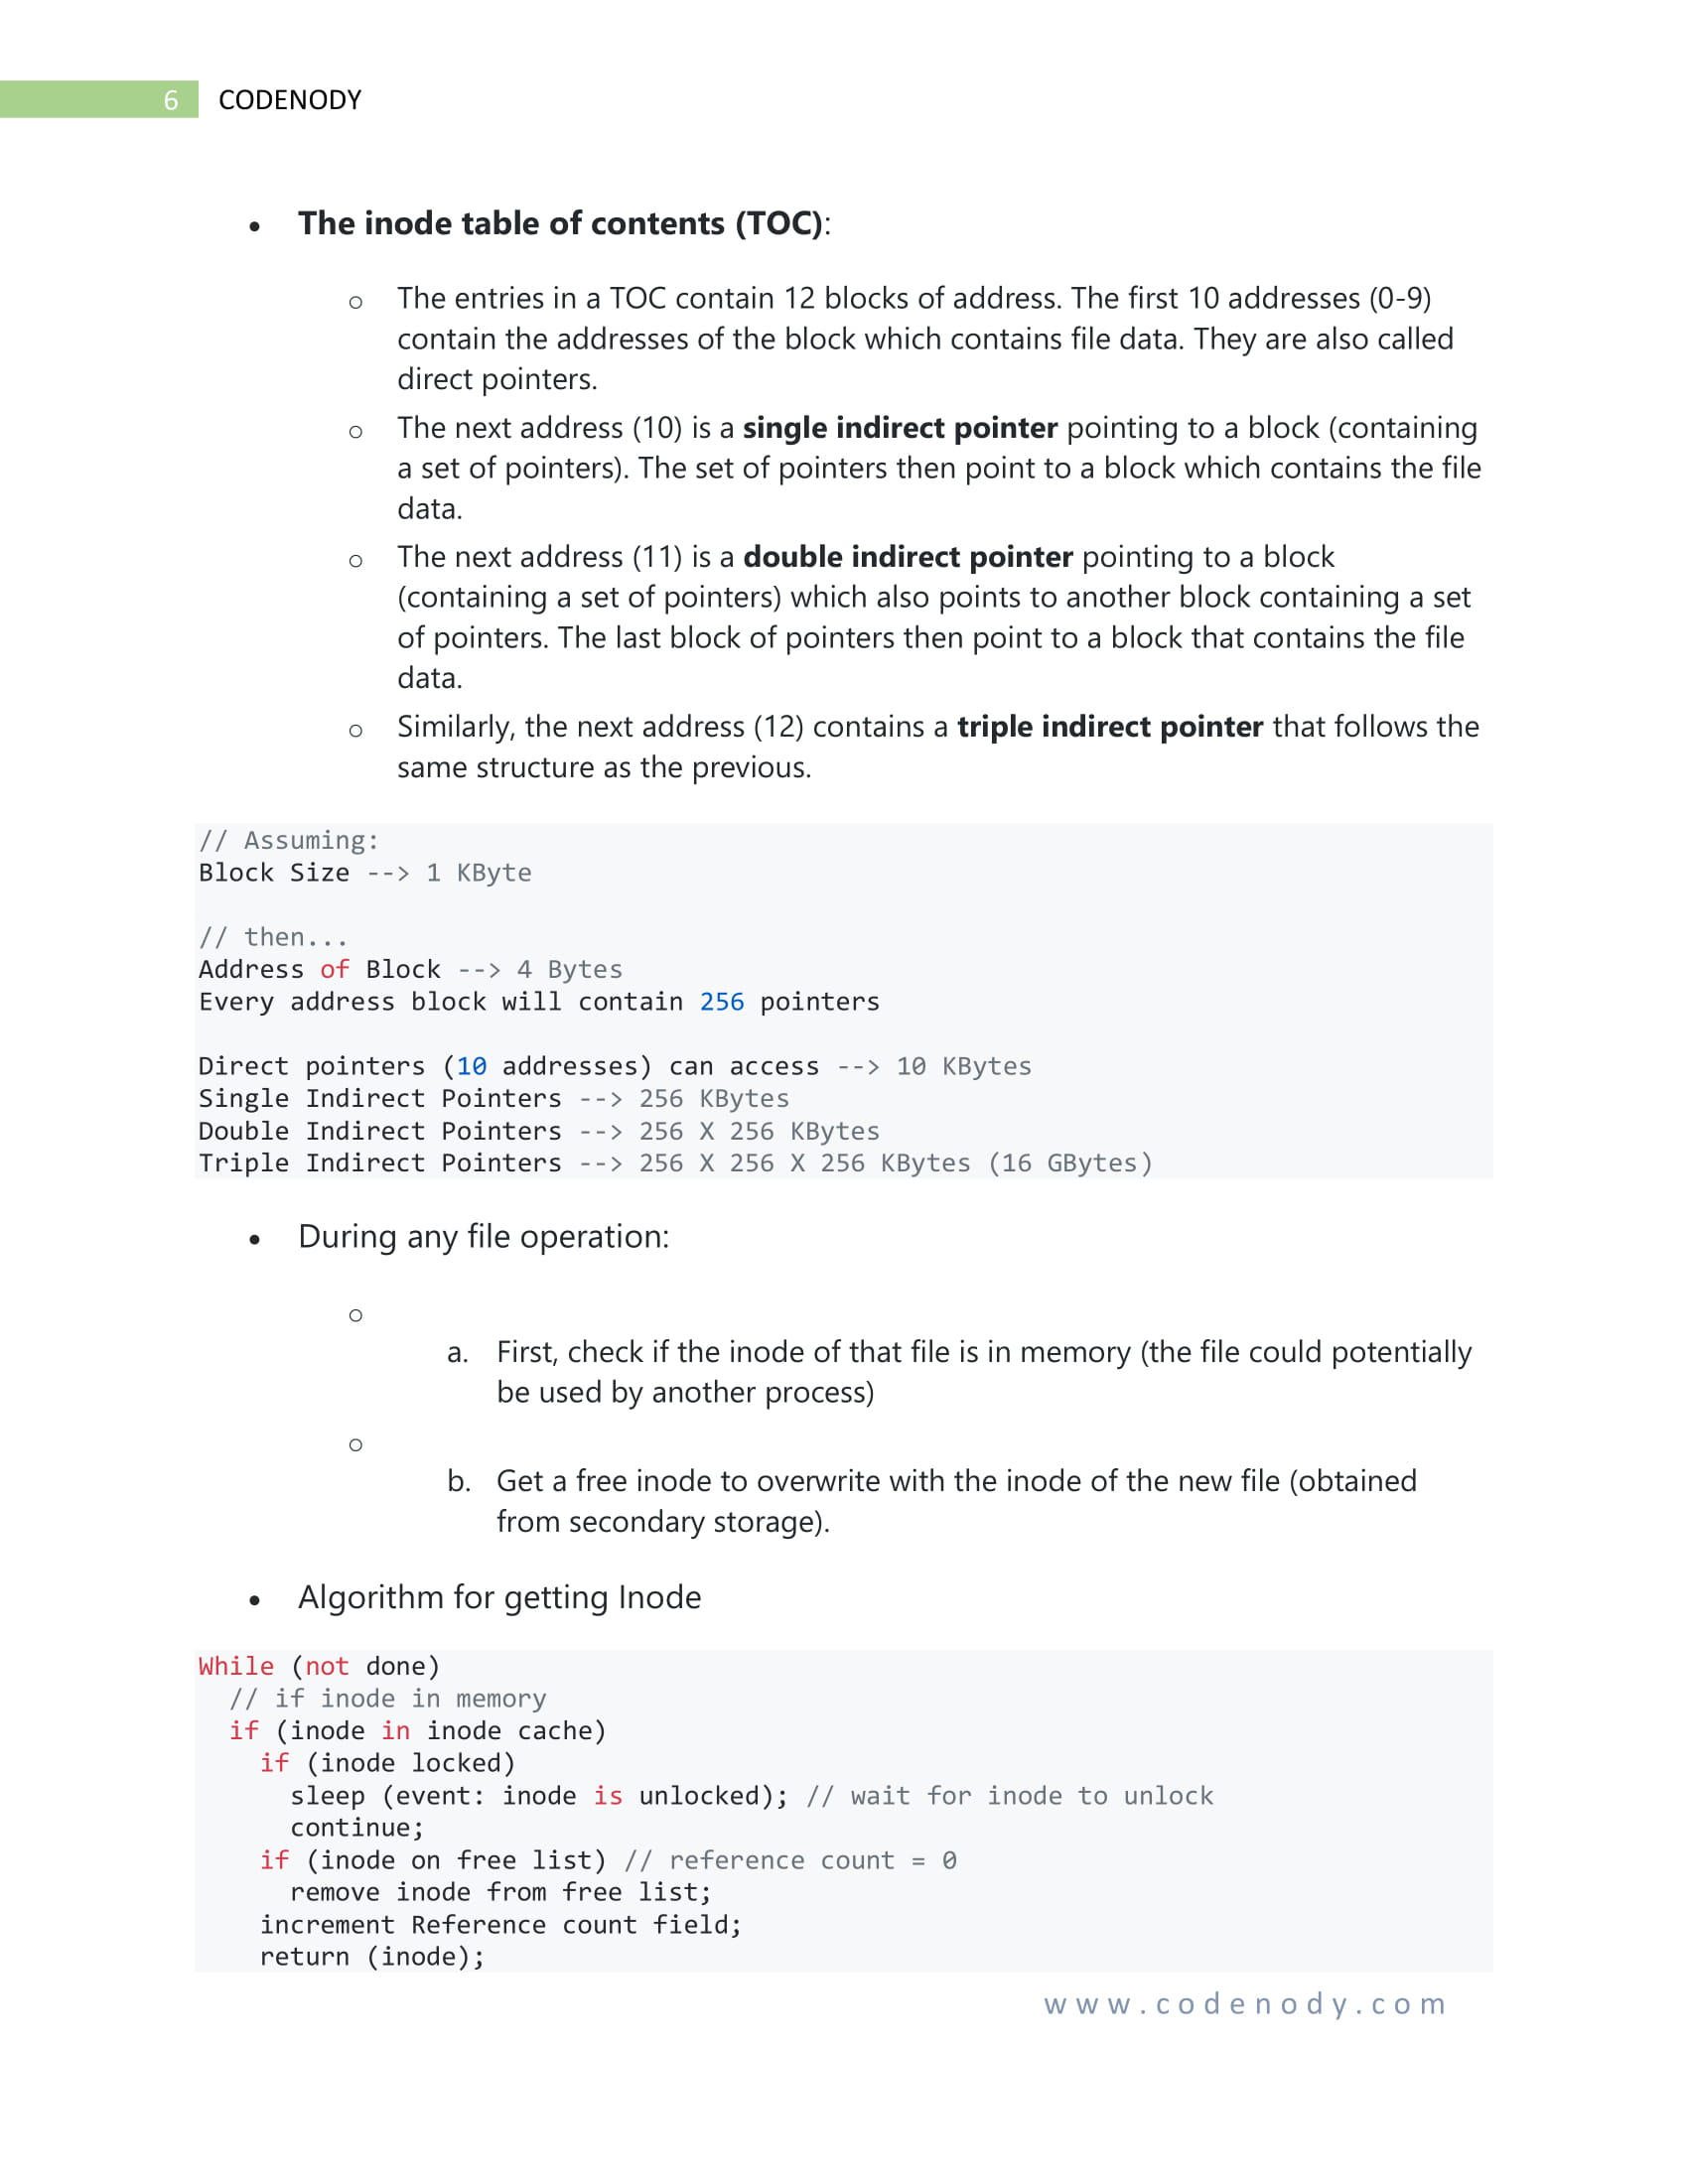 6 CODENODY
• The inode table of contents (TOC):
o The entries in a TOC contain 12 blocks of address. The first 10 addresses (0-9)
contain the addresses of the block which contains file data. They are also called
direct pointers.
o The next address (10) is a single indirect pointer pointing to a block (containing
a set of pointers). The set of pointers then point to a block which contains the file
data.
o The next address (11) is a double indirect pointer pointing to a block
(containing a set of pointers) which also points to another block containing a set
of pointers. The last block of pointers then point to a block that contains the file
data.
o Similarly, the next address (12) contains a triple indirect pointer that follows the
same structure as the previous.
// Assuming:
Block Size --> 1 KByte
// then...
Address of Block --> 4 Bytes
Every address block will contain 256 pointers
Direct pointers (10 addresses) can access --> 10 KBytes
Single Indirect Pointers --> 256 KBytes
Double Indirect Pointers --> 256 X 256 KBytes
Triple Indirect Pointers --> 256 X 256 X 256 KBytes (16 GBytes)
• During any file operation:
o
a. First, check if the inode of that file is in memory (the file could potentially
be used by another process)
o
b. Get a free inode to overwrite with the inode of the new file (obtained
from secondary storage).
• Algorithm for getting Inode
While (not done)
  // if inode in memory
  if (inode in inode cache)
    if (inode locked)
      sleep (event: inode is unlocked); // wait for inode to unlock
      continue;
    if (inode on free list) // reference count = 0
      remove inode from free list;
    increment Reference count field;
    return (inode);
www.codenody.com